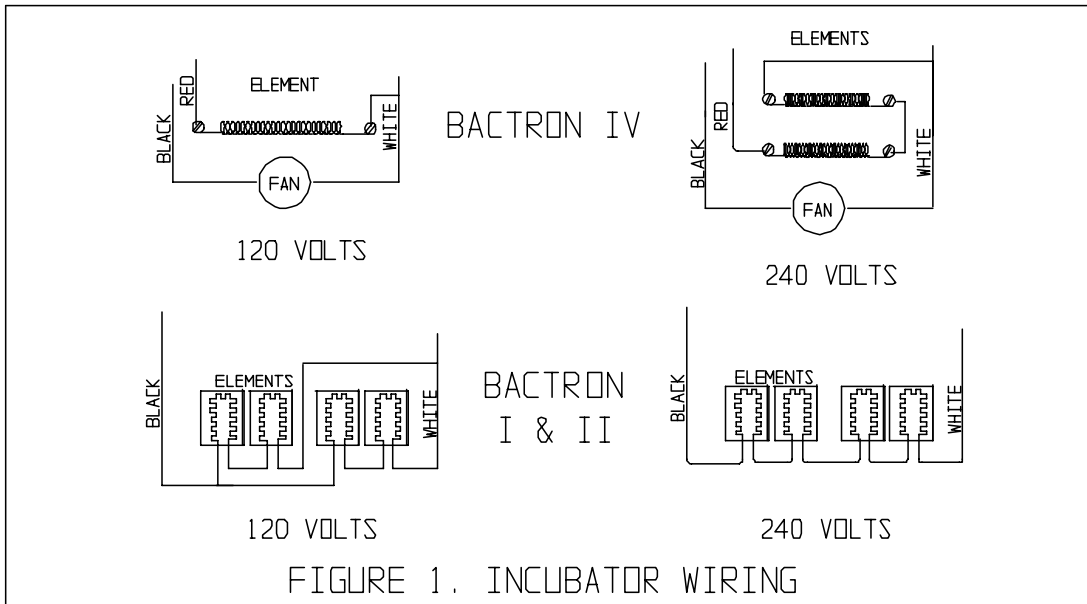 ELEMENT
RED
BLACK
WHITE
FAN
120 VOLTS
BACTRON IV
ELEMENTS
RED
BLACK
WHITE
FAN
240 VOLTS
BLACK
ELEMENTS
WHITE
120 VOLTS
BACTRON
I & II
BLACK
ELEMENTS
WHITE
240 VOLTS
FIGURE 1. INCUBATOR WIRING